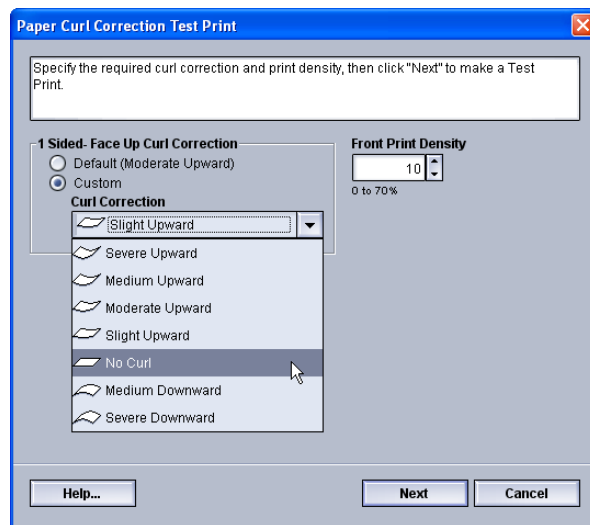 Paper Curl Correction Test Print
Specify the required curl correction and print density, then click "Next" to make a Test
Print.
1 Sided- Face Up Curl Correction
Default (Moderate Upward)
Custom
Curl Correction
Slight Upward
Severe Upward
Medium Upward
Moderate Upward
Slight Upward
No Curl
Medium Downward
Severe Downward
Front Print Density
10
0 to 70%
Help...
Next
Cancel